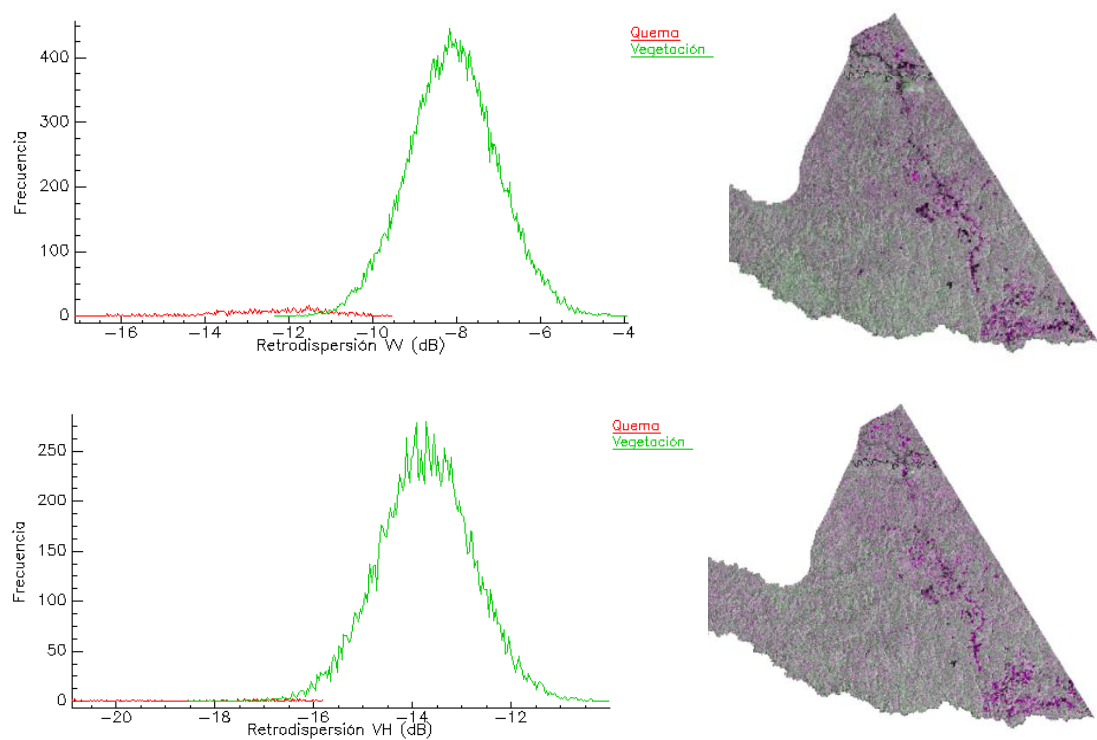 Quema
Vegetación
Frecuencia
400
300
200
100
0
−16
−14
−12
−10
−8
−6
−4
Retrodispersión VV (dB)
Quema
Vegetación
Frecuencia
250
200
150
100
50
0
−20
−18
−16
−14
−12
Retrodispersión VH (dB)